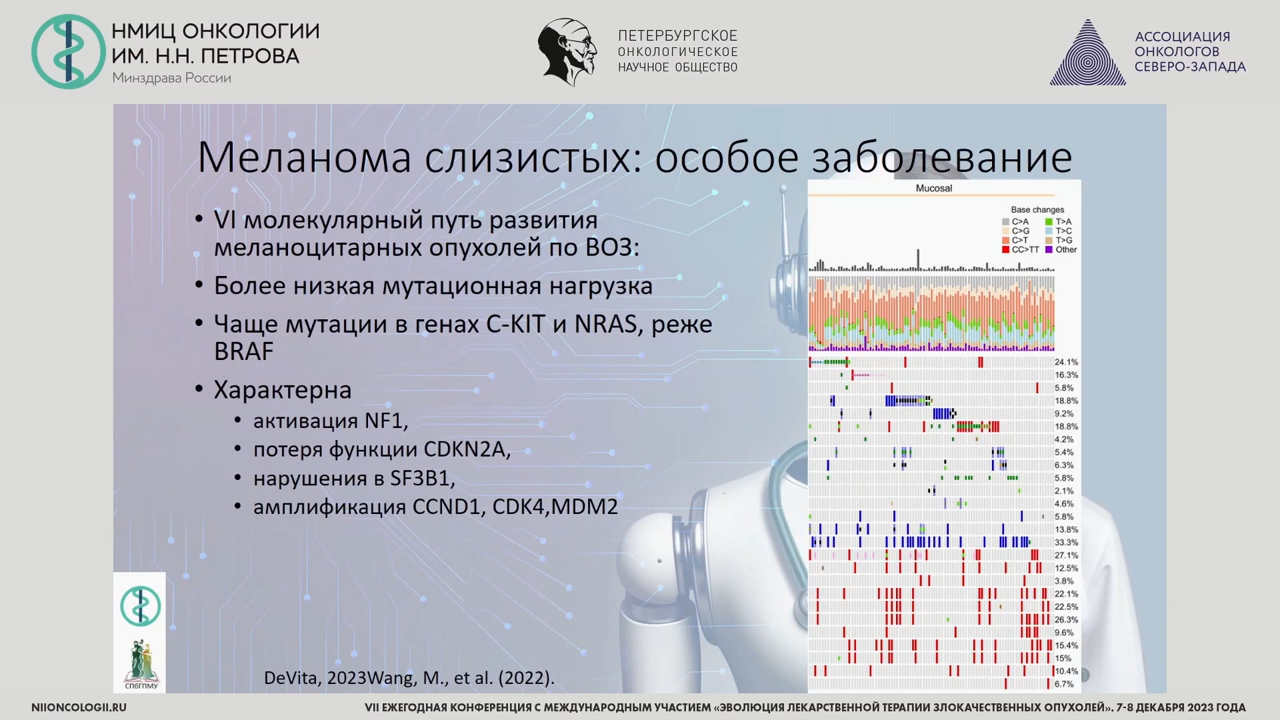 НМИЦ ОНКОЛОГИИ
ИМ. Н.Н. ПЕТРОВА
Минздрава России
ПЕТЕРБУРГСКОЕ
ОНКОЛОГИЧЕСКОЕ
НАУЧНОЕ ОБЩЕСТВО
АССОЦИАЦИЯ
ОНКОЛОГОВ
СЕВЕРО-ЗАПАДА
Меланома слизистых: особое заболевание
• VI молекулярный путь развития
меланоцитарных опухолей по ВОЗ:
• Более низкая мутационная нагрузка
• Чаще мутации в генах C-KIT и NRAS, реже
BRAF
• Характерна
• активация NF1,
• потеря функции CDKN2A,
• нарушения в SF3B1,
• амплификация CCND1, CDK4,MDM2
Mucosal
Base changes
C>A T>A
C>G T>C
C>T T>G
CC>TT Other
24.1%
16.3%
5.8%
18.8%
9.2%
18.8%
4.2%
5.4%
6.3%
5.8%
2.1%
4.6%
5.8%
13.8%
33.3%
27.1%
12.5%
3.8%
22.1%
22.5%
26.3%
9.6%
15.4%
15%
10.4%
6.7%
СПбГПМУ
DeVita, 2023Wang, M., et al. (2022).
NIIONCOLOGII.RU
VII ЕЖЕГОДНАЯ КОНФЕРЕНЦИЯ С МЕЖДУНАРОДНЫМ УЧАСТИЕМ «ЭВОЛЮЦИЯ ЛЕКАРСТВЕННОЙ ТЕРАПИИ ЗЛОКАЧЕСТВЕННЫХ ОПУХОЛЕЙ». 7-8 ДЕКАБРЯ 2023 ГОДА